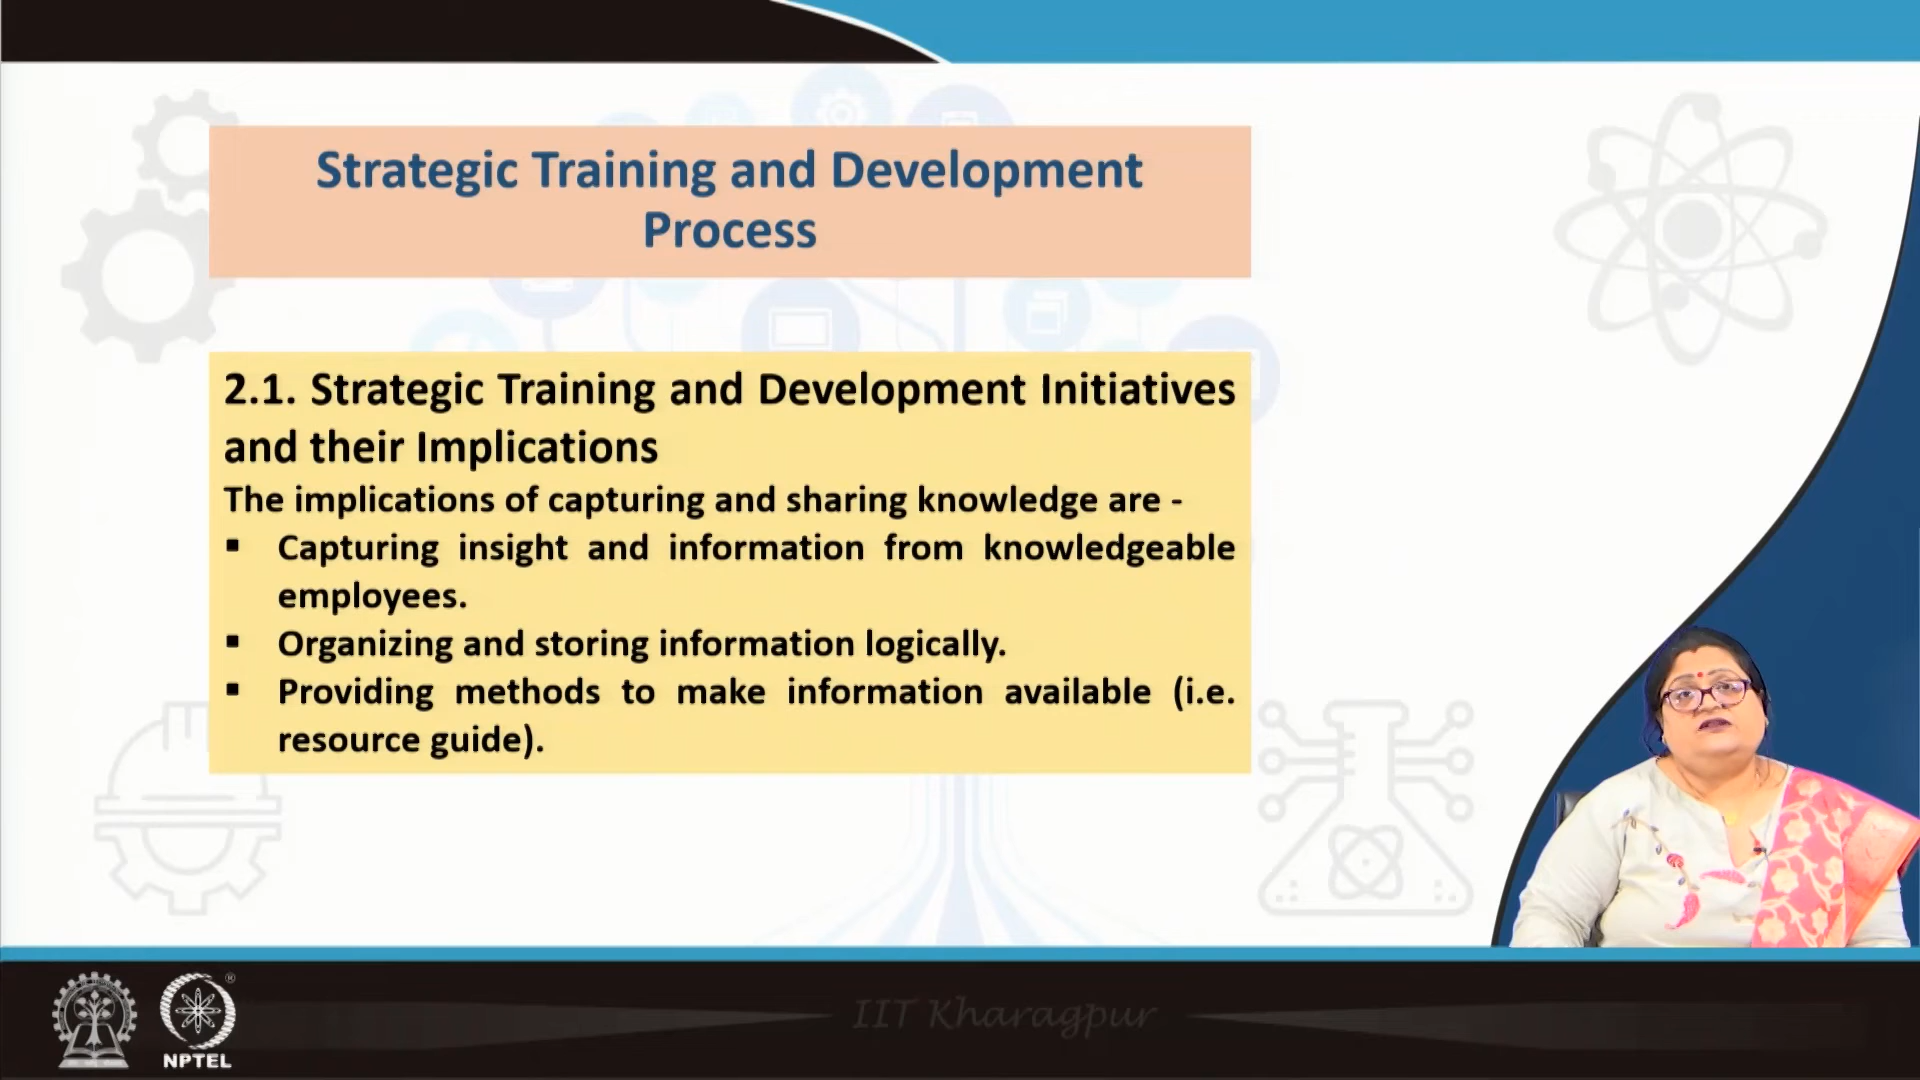 Strategic Training and Development
Process
2.1. Strategic Training and Development Initiatives
and their Implications
The implications of capturing and sharing knowledge are -
▪ Capturing insight and information from knowledgeable
employees.
▪ Organizing and storing information logically.
▪ Providing methods to make information available (i.e.
resource guide).
IIT Kharagpur
®
NPTEL